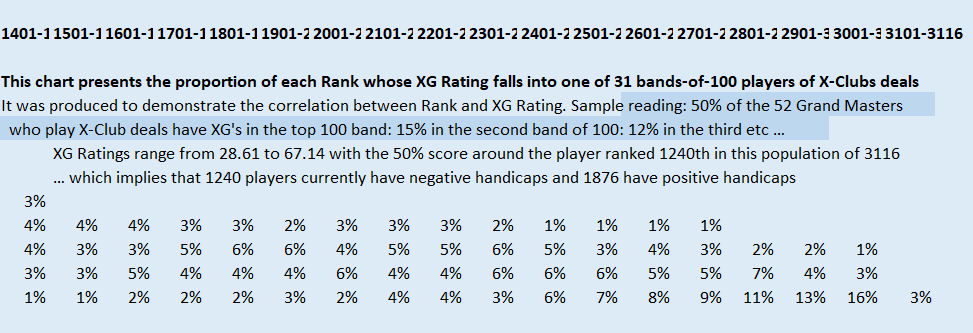 1401-1 1501-1 1601-1 1701-1 1801-1 1901-2 2001-2 2101-2 2201-2 2301-2 2401-2 2501-2 2601-2 2701-2 2801-2 2901-3 3001-3 3101-3116
This chart presents the proportion of each Rank whose XG Rating falls into one of 31 bands-of-100 players of X-Clubs deals
It was produced to demonstrate the correlation between Rank and XG Rating. Sample reading: 50% of the 52 Grand Masters
who play X-Club deals have XG's in the top 100 band: 15% in the second band of 100: 12% in the third etc ...
XG Ratings range from 28.61 to 67.14 with the 50% score around the player ranked 1240th in this population of 3116
... which implies that 1240 players currently have negative handicaps and 1876 have positive handicaps
3%
4% 4% 4% 3% 3% 2% 3% 3% 3% 2% 1% 1% 1% 1%
4% 3% 3% 5% 6% 6% 4% 5% 5% 6% 5% 3% 4% 3% 2% 2% 1%
3% 3% 5% 4% 4% 4% 6% 4% 4% 6% 6% 6% 5% 5% 7% 4% 3%
1% 1% 2% 2% 2% 3% 2% 4% 4% 3% 6% 7% 8% 9% 11% 13% 16% 3%